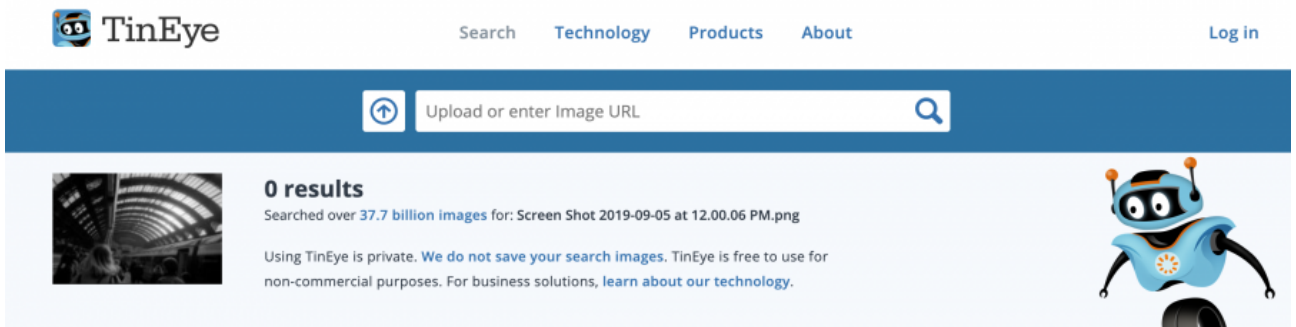 TinEye
Search Technology Products About Log in
Upload or enter Image URL
0 results
Searched over 37.7 billion images for: Screen Shot 2019-09-05 at 12.00.06 PM.png
Using TinEye is private. We do not save your search images. TinEye is free to use for
non-commercial purposes. For business solutions, learn about our technology.